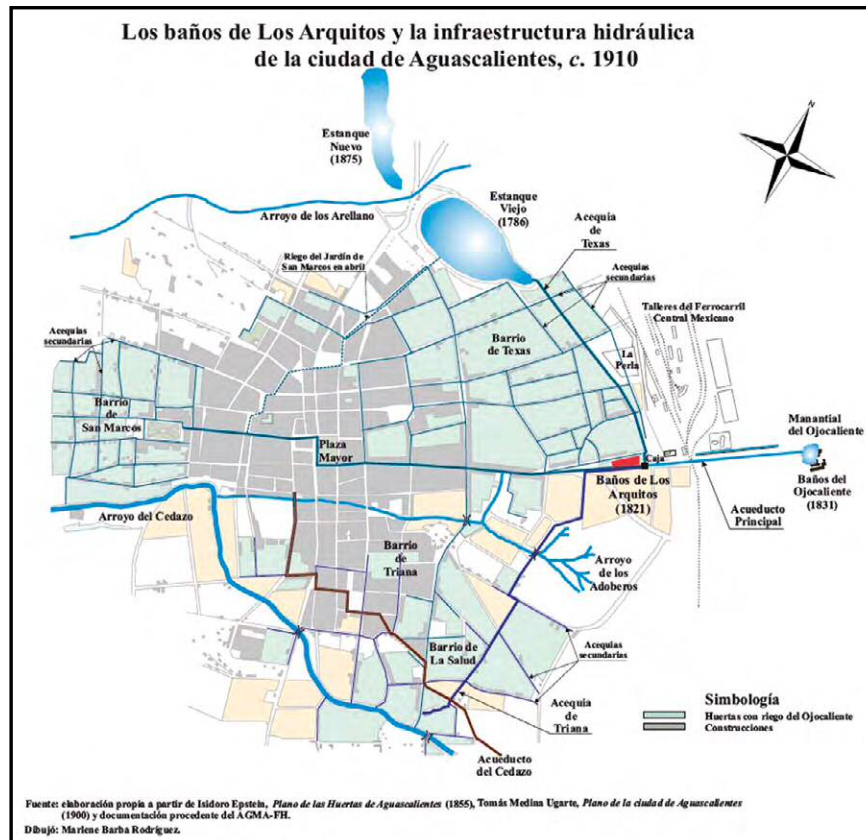 Los baños de Los Arquitos y la infraestructura hidráulica
de la ciudad de Aguascalientes, c. 1910
N
Estanque
Nuevo
(1875)
Estanque
Viejo
(1786)
Arroyo de los Arellano
Acequia
de
Texas
Riego del Jardín de
San Marcos en abril
Acequias
secundarias
Talleres del Ferrocarril
Central Mexicano
Acequias
secundarias
Barrio
de Texas
La
Perla
Barrio
de
San Marcos
Plaza
Mayor
Manantial
del Ojocaliente
Caja
Baños de Los
Arquitos
(1821)
Baños del
Ojocaliente
(1831)
Acueducto
Principal
Arroyo del Cedazo
Barrio
de
Triana
Arroyo
de los
Adoberos
Barrio de
La Salud
Acequias
secundarias
Acequia
de
Triana
Acueducto
del Cedazo
Simbología
Huertas con riego del Ojocaliente
Construcciones
Fuente: elaboración propia a partir de Isidoro Epstein, Plano de las Huertas de Aguascalientes (1855), Tomás Medina Ugarte, Plano de la ciudad de Aguascalientes
(1900) y documentación procedente del AGMA-FH.
Dibujó: Marlene Barba Rodríguez.